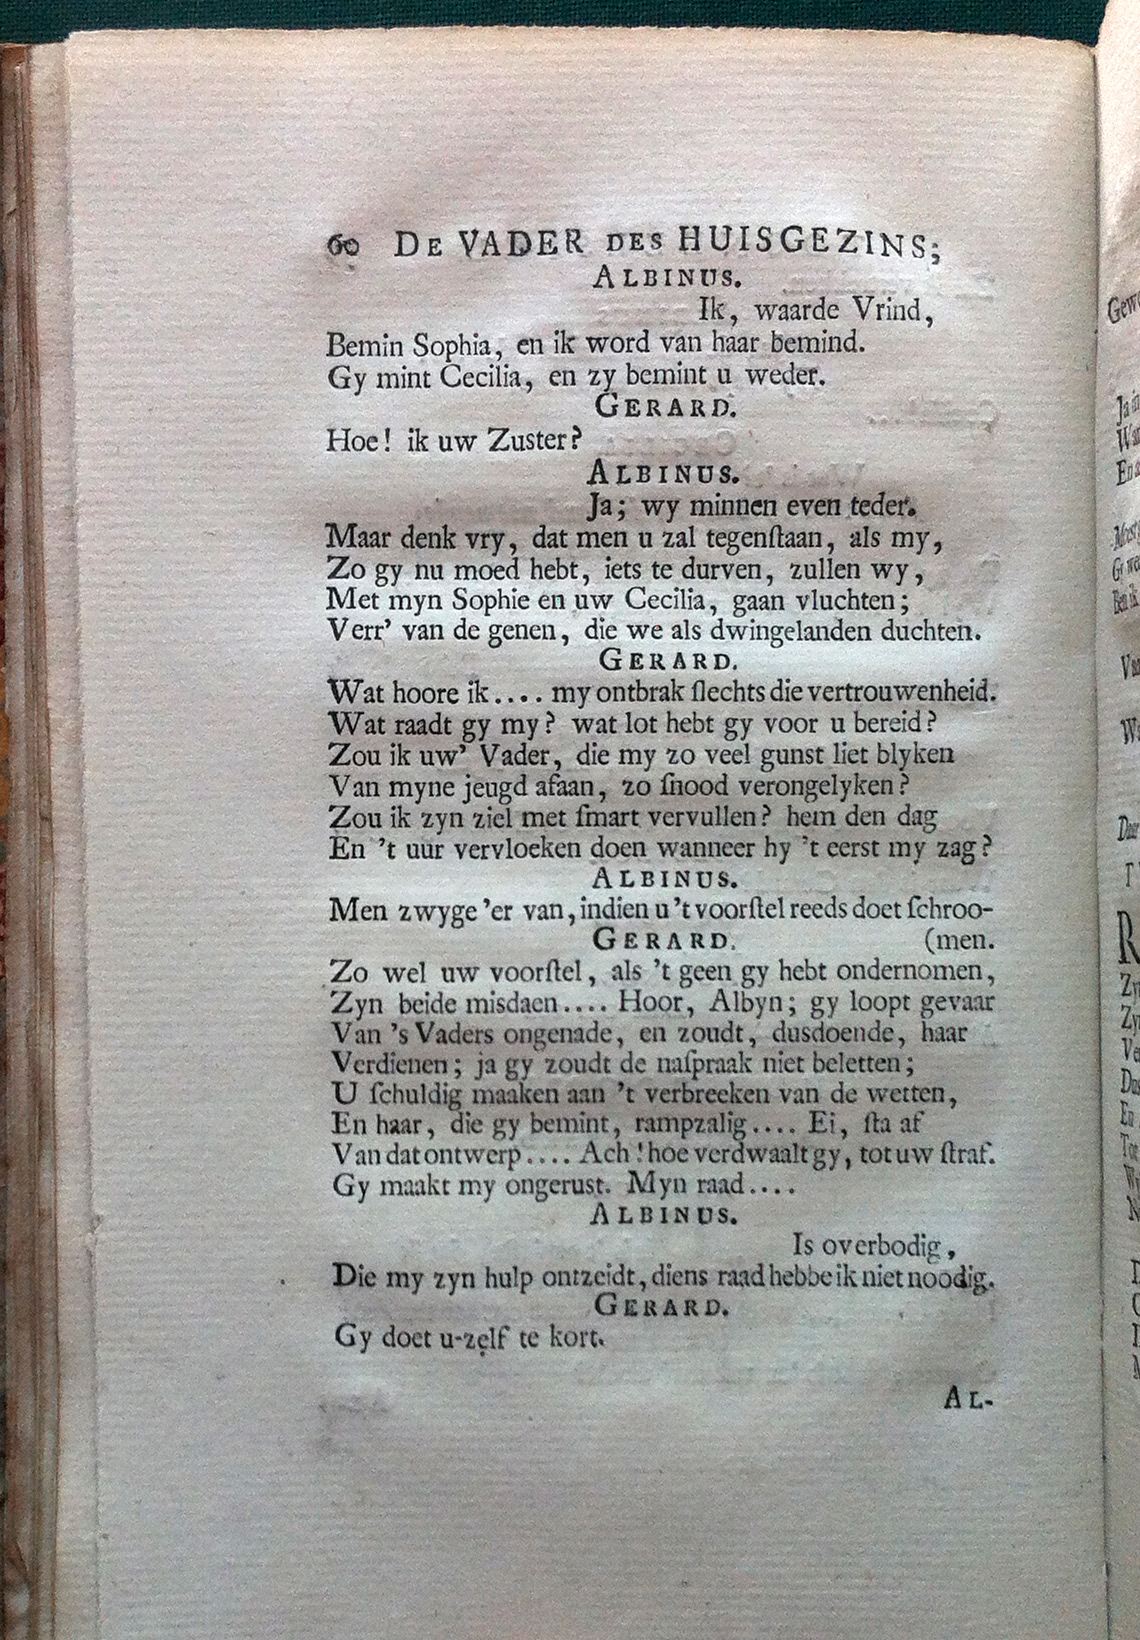 60 DE VADER DES HUISGEZINS;
ALBINUS.
Ik, waarde Vrind,
Bemin Sophia, en ik word van haar bemind.
Gy mint Cecilia, en zy bemint u weder.
GERARD.
Hoe! ik uw Zuster?
ALBINUS.
Ja; wy minnen even teder.
Maar denk vry, dat men u zal tegenſtaan, als my,
Zo gy nu moed hebt, iets te durven, zullen wy,
Met myn Sophie en uw Cecilia, gaan vluchten;
Verr' van de genen, die we als dwingelanden duchten.
GERARD.
Wat hoore ik.... my ontbrak ſlechts die vertrouwenheid.
Wat raadt gy my? wat lot hebt gy voor u bereid?
Zou ik uw' Vader, die my zo veel gunst liet blyken
Van myne jeugd afaan, zo ſnood verongelyken?
Zou ik zyn ziel met ſmart vervullen? hem den dag
En 't uur vervloeken doen wanneer hy 't eerst my zag?
ALBINUS.
Men zwyge 'er van, indien u 't voorſtel reeds doet ſchroo-
GERARD. (men.
Zo wel uw voorſtel, als 't geen gy hebt ondernomen,
Zyn beide misdaen.... Hoor, Albyn; gy loopt gevaar
Van 's Vaders ongenade, en zoudt, dusdoende, haar
Verdienen; ja gy zoudt de naſpraak niet beletten;
U ſchuldig maaken aan 't verbreeken van de wetten,
En haar, die gy bemint, rampzalig.... Ei, ſta af
Van dat ontwerp.... Ach! hoe verdwaalt gy, tot uw ſtraf.
Gy maakt my ongerust. Myn raad....
ALBINUS.
Is overbodig,
Die my zyn hulp ontzeidt, diens raad hebbe ik niet noodig.
GERARD.
Gy doet u-zelf te kort.
AL-